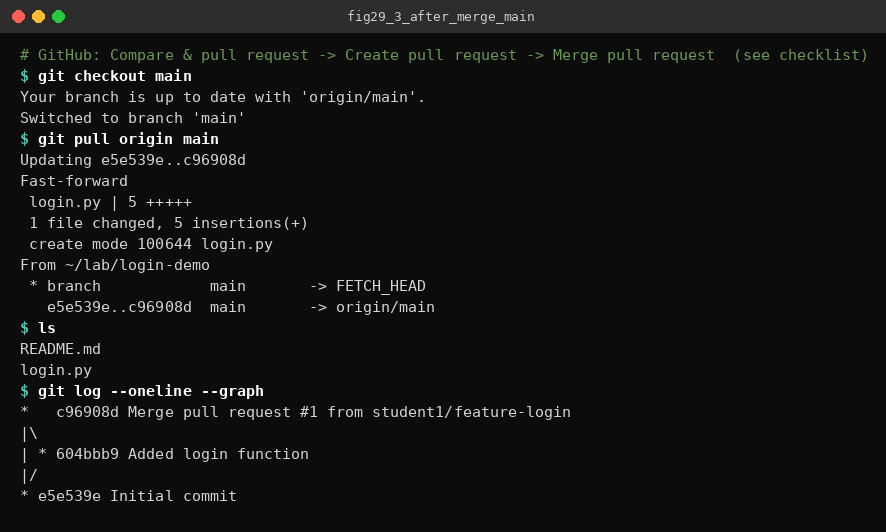 fig29_3_after_merge_main
# GitHub: Compare & pull request -> Create pull request -> Merge pull request  (see checklist)
$ git checkout main
Your branch is up to date with 'origin/main'.
Switched to branch 'main'
$ git pull origin main
Updating e5e539e..c96908d
Fast-forward
 login.py | 5 +++++
 1 file changed, 5 insertions(+)
 create mode 100644 login.py
From ~/lab/login-demo
 * branch            main       -> FETCH_HEAD
   e5e539e..c96908d  main       -> origin/main
$ ls
README.md
login.py
$ git log --oneline --graph
*   c96908d Merge pull request #1 from student1/feature-login
|\
| * 604bbb9 Added login function
|/
* e5e539e Initial commit